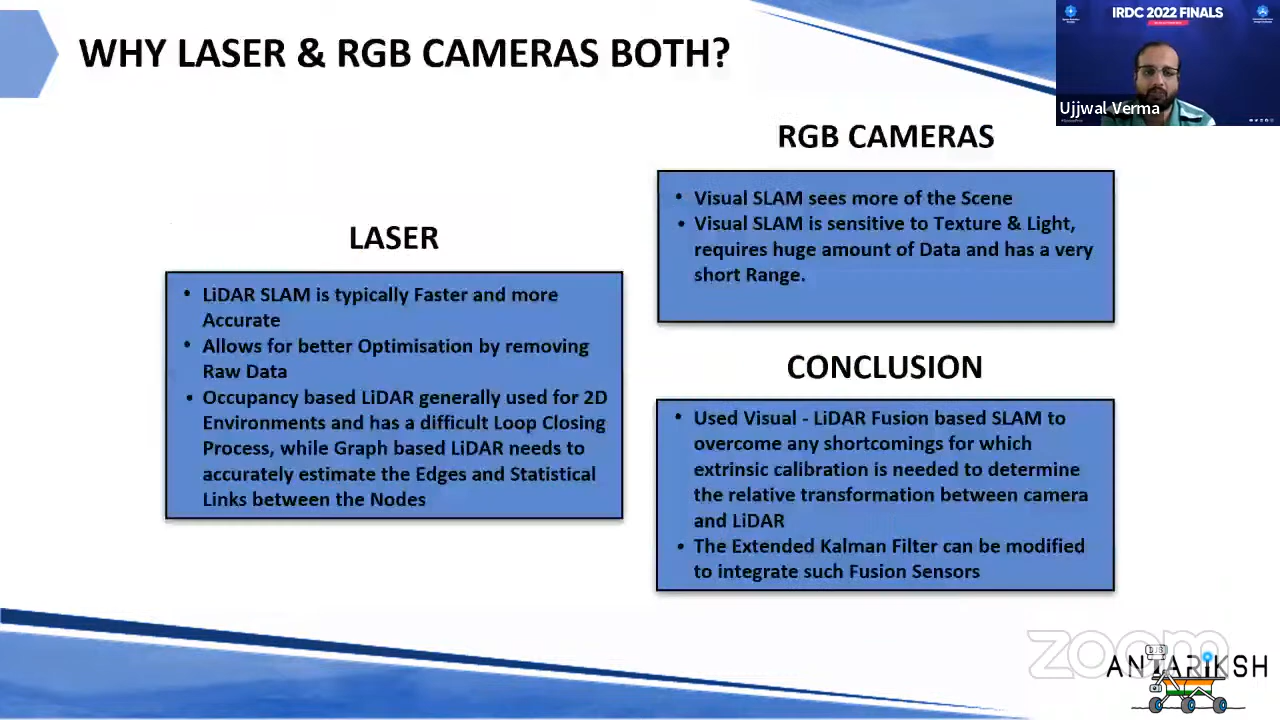 WHY LASER & RGB CAMERAS BOTH?
IRDC 2022 FINALS
Ujjwal Verma
LASER
• LiDAR SLAM is typically Faster and more
Accurate
• Allows for better Optimisation by removing
Raw Data
• Occupancy based LiDAR generally used for 2D
Environments and has a difficult Loop Closing
Process, while Graph based LiDAR needs to
accurately estimate the Edges and Statistical
Links between the Nodes
RGB CAMERAS
• Visual SLAM sees more of the Scene
• Visual SLAM is sensitive to Texture & Light,
requires huge amount of Data and has a very
short Range.
CONCLUSION
• Used Visual - LiDAR Fusion based SLAM to
overcome any shortcomings for which
extrinsic calibration is needed to determine
the relative transformation between camera
and LiDAR
• The Extended Kalman Filter can be modified
to integrate such Fusion Sensors
zoom
ANTARIKSH